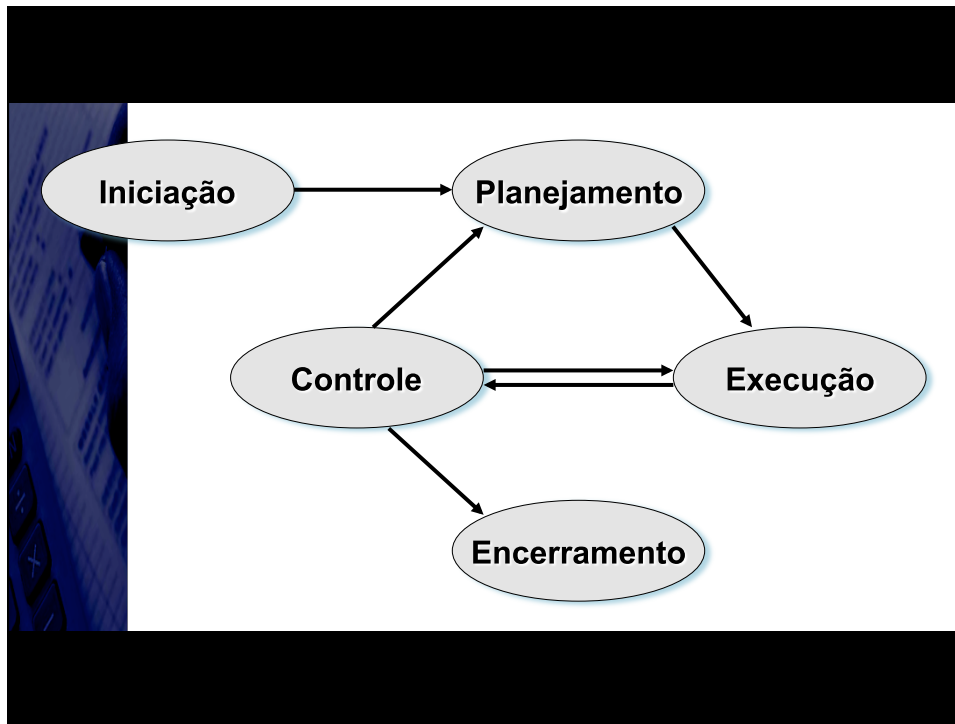 Iniciação
Planejamento
Controle
Execução
Encerramento